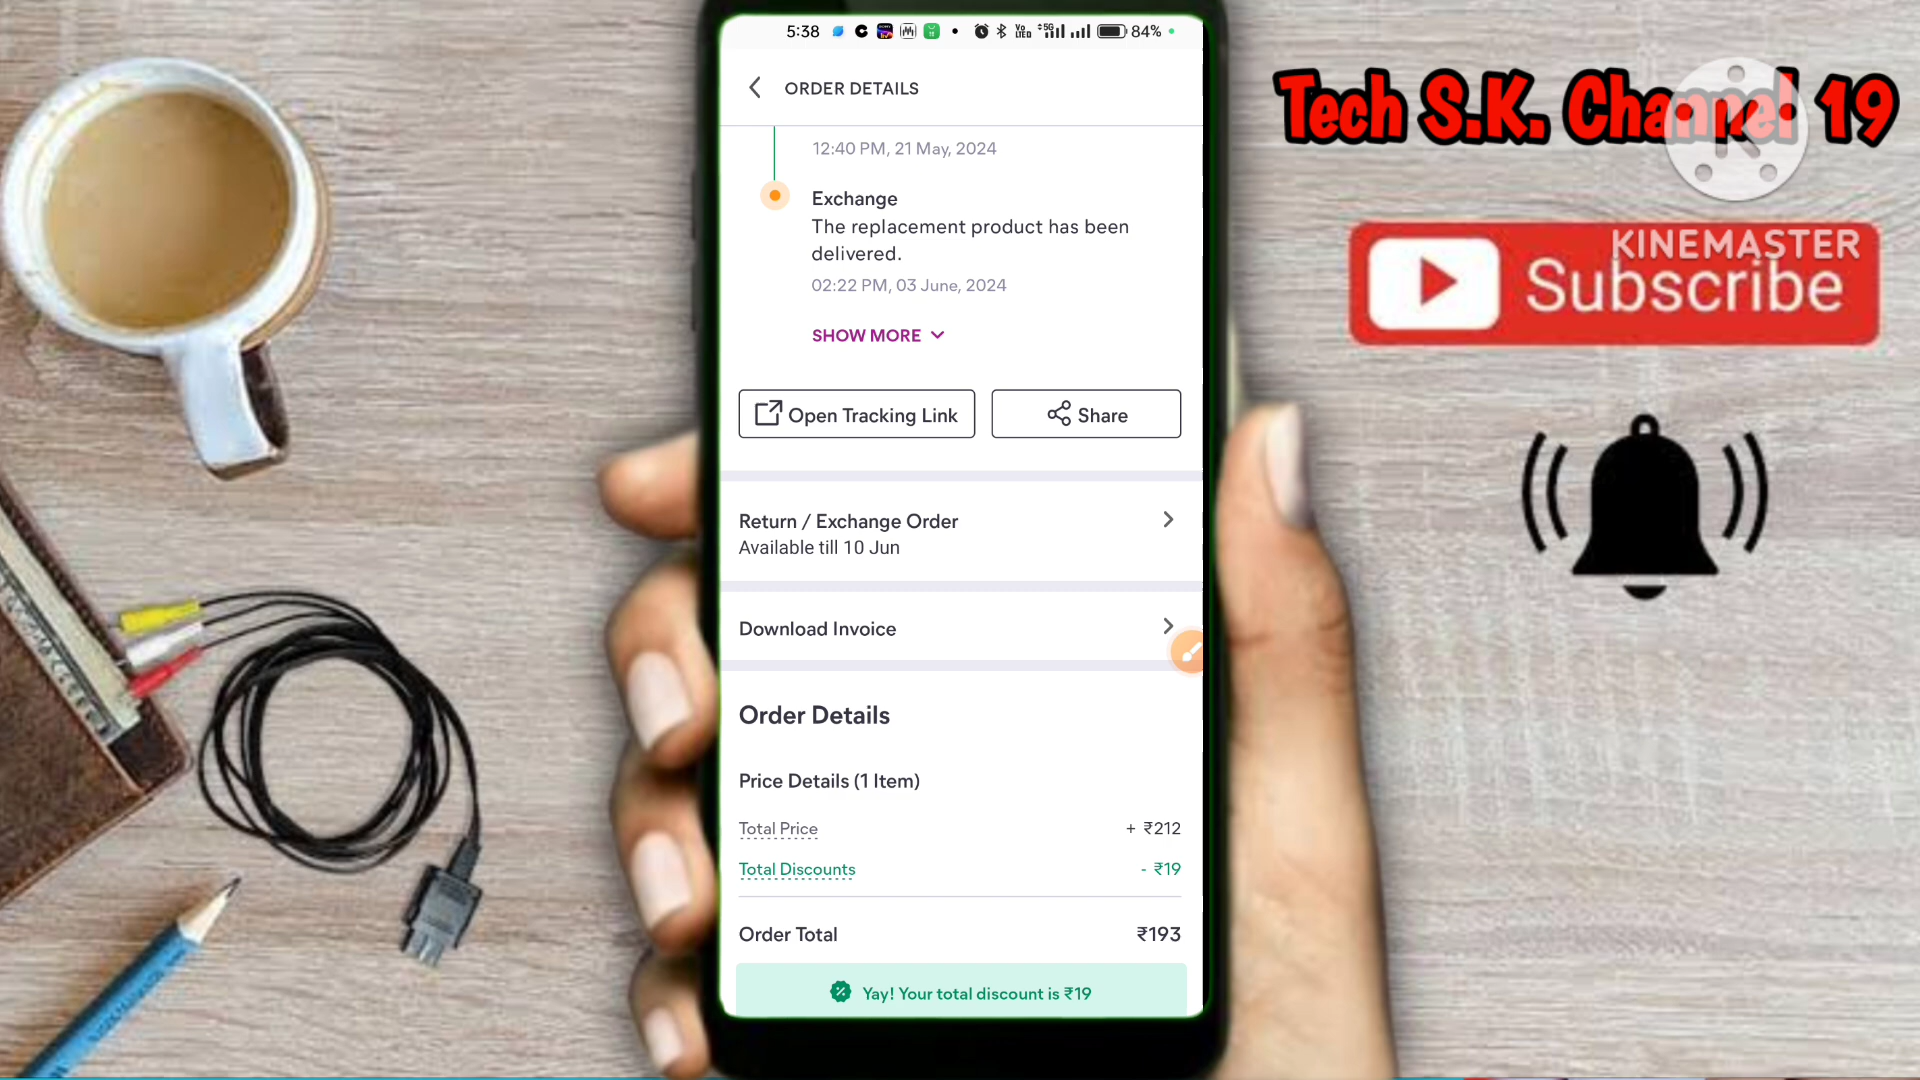 5:38
84%
ORDER DETAILS
12:40 PM, 21 May, 2024
Exchange
The replacement product has been
delivered.
02:22 PM, 03 June, 2024
SHOW MORE
Open Tracking Link
Share
Return / Exchange Order
Available till 10 Jun
Download Invoice
Order Details
Price Details (1 Item)
Total Price + ₹212
Total Discounts - ₹19
Order Total ₹193
Yay! Your total discount is ₹19
Tech S.K. Channel 19
K
KINEMASTER
Subscribe